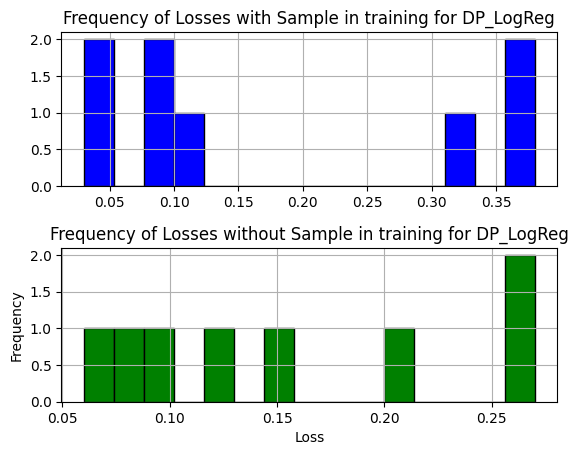 Frequency of Losses with Sample in training for DP_LogReg
2.0
1.5
1.0
0.5
0.0
0.05 0.10 0.15 0.20 0.25 0.30 0.35
Frequency of Losses without Sample in training for DP_LogReg
Frequency
2.0
1.5
1.0
0.5
0.0
0.05 0.10 0.15 0.20 0.25
Loss